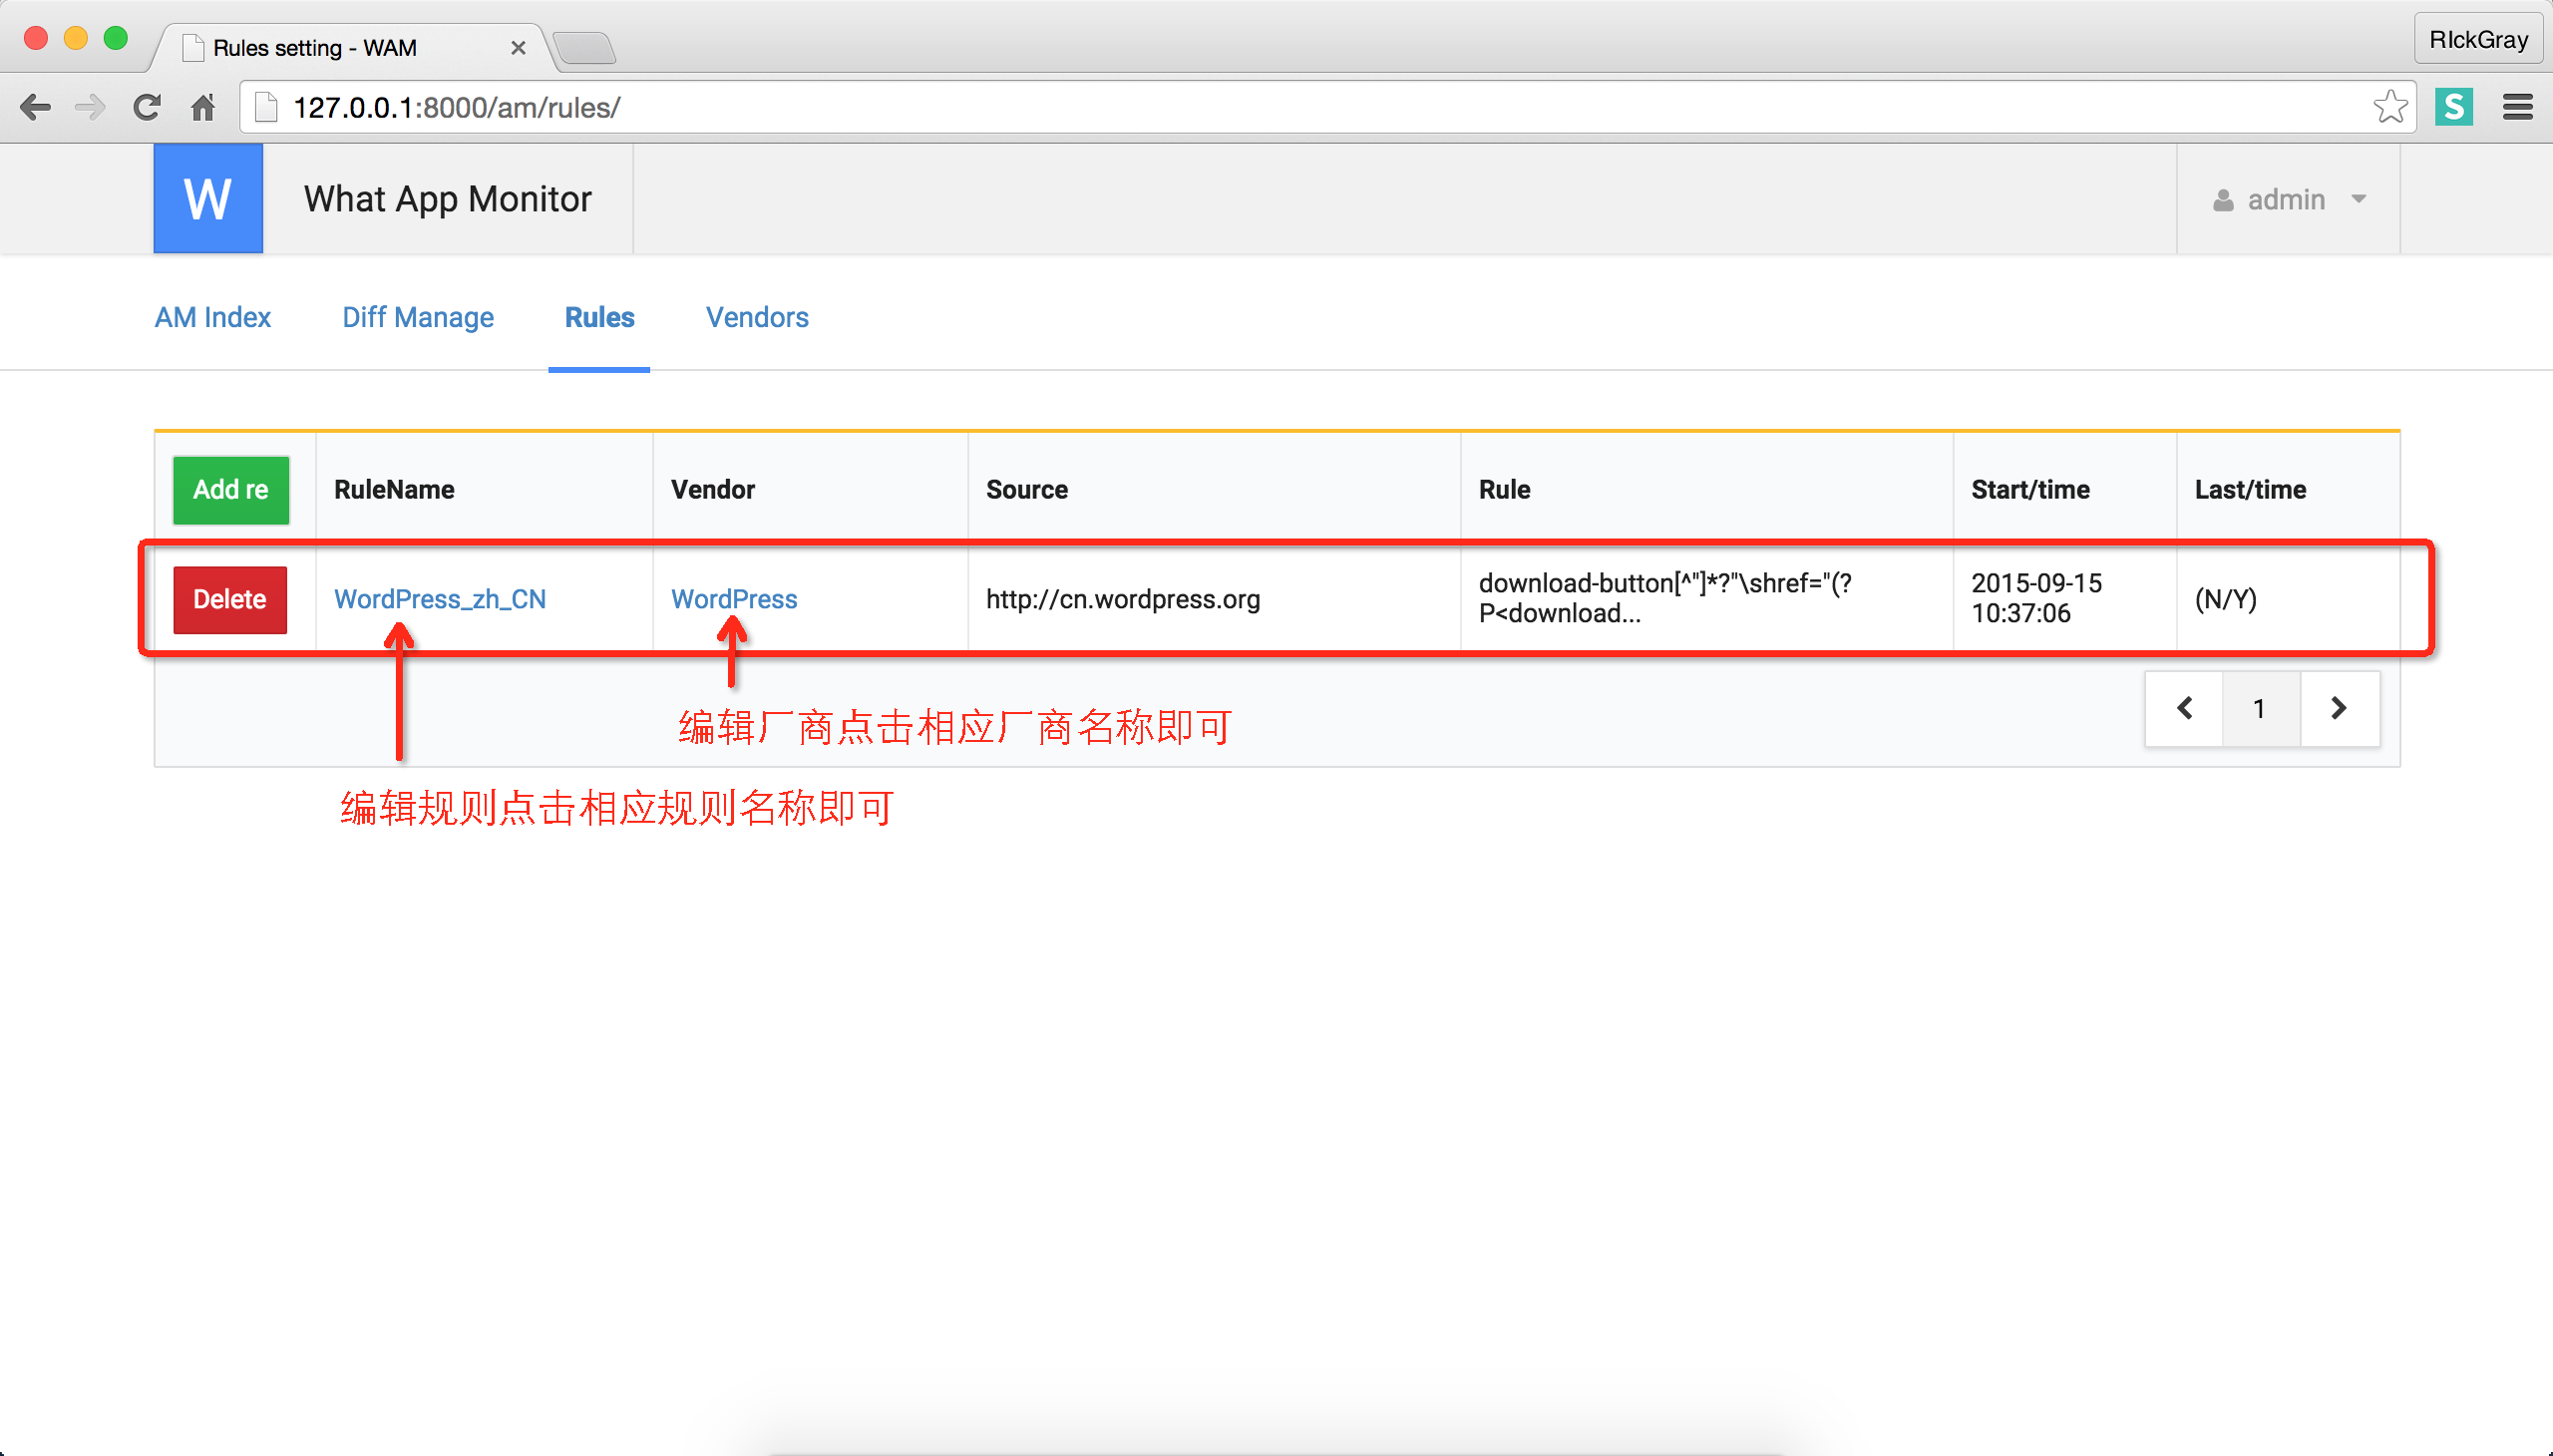 Rules setting - WAM
RIckGray
127.0.0.1:8000/am/rules/
S
W
What App Monitor
admin
AM Index
Diff Manage
Rules
Vendors
Add re
RuleName
Vendor
Source
Rule
Start/time
Last/time
Delete
WordPress_zh_CN
WordPress
http://cn.wordpress.org
download-button[^"]*?"\shref="(?
P<download...
2015-09-15
10:37:06
(N/Y)
1
编辑厂商点击相应厂商名称即可
编辑规则点击相应规则名称即可